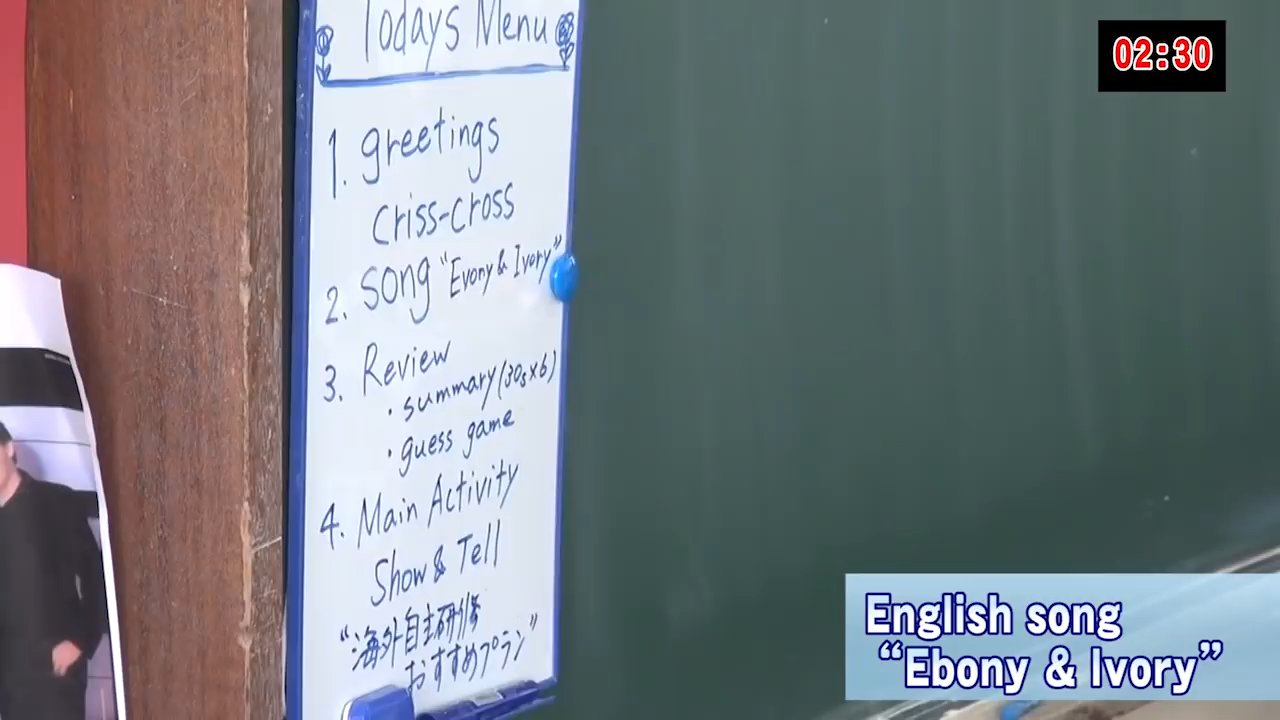 Todays Menu
1. greetings
criss-cross
2. song "Evony & Ivory"
3. Review
・summary (30s×6)
・guess game
4. Main Activity
Show & Tell
"海外自主研修
おすすめプラン"
02:30
English song
“Ebony & Ivory”